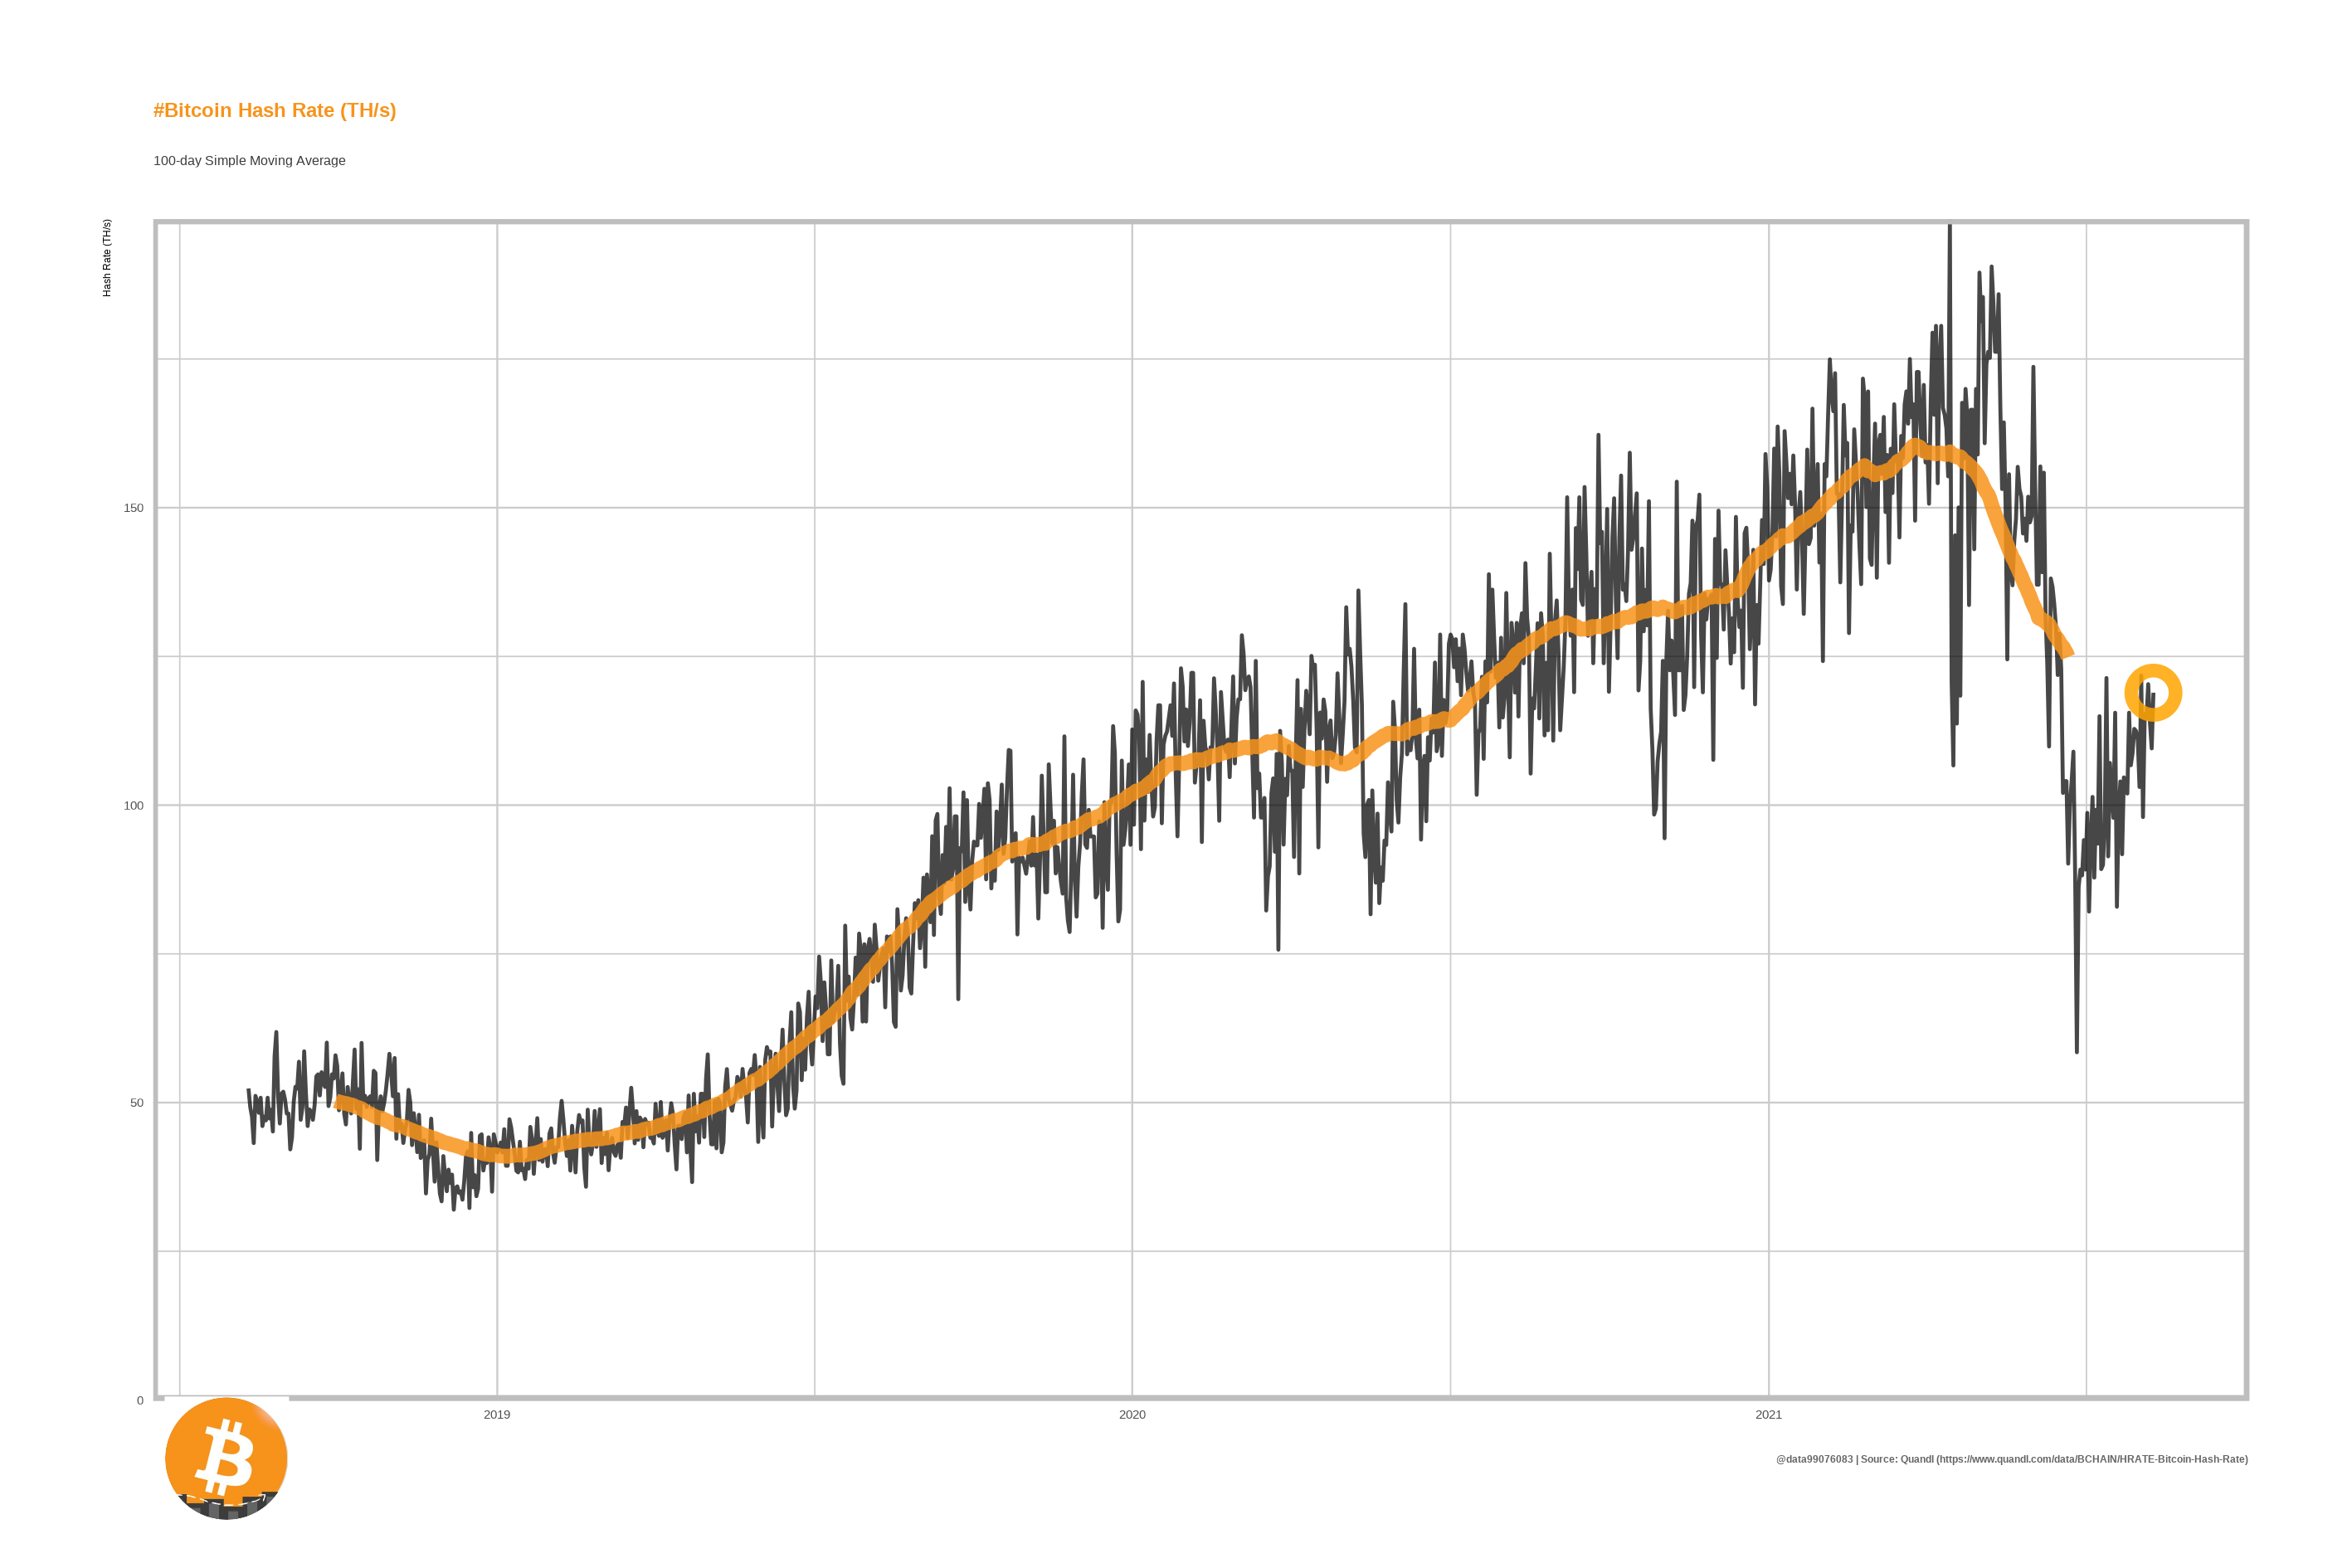 #Bitcoin Hash Rate (TH/s)
100-day Simple Moving Average
Hash Rate (TH/s)
150
100
50
0
2019
2020
2021
@data99076083 | Source: Quandl (https://www.quandl.com/data/BCHAIN/HRATE-Bitcoin-Hash-Rate)